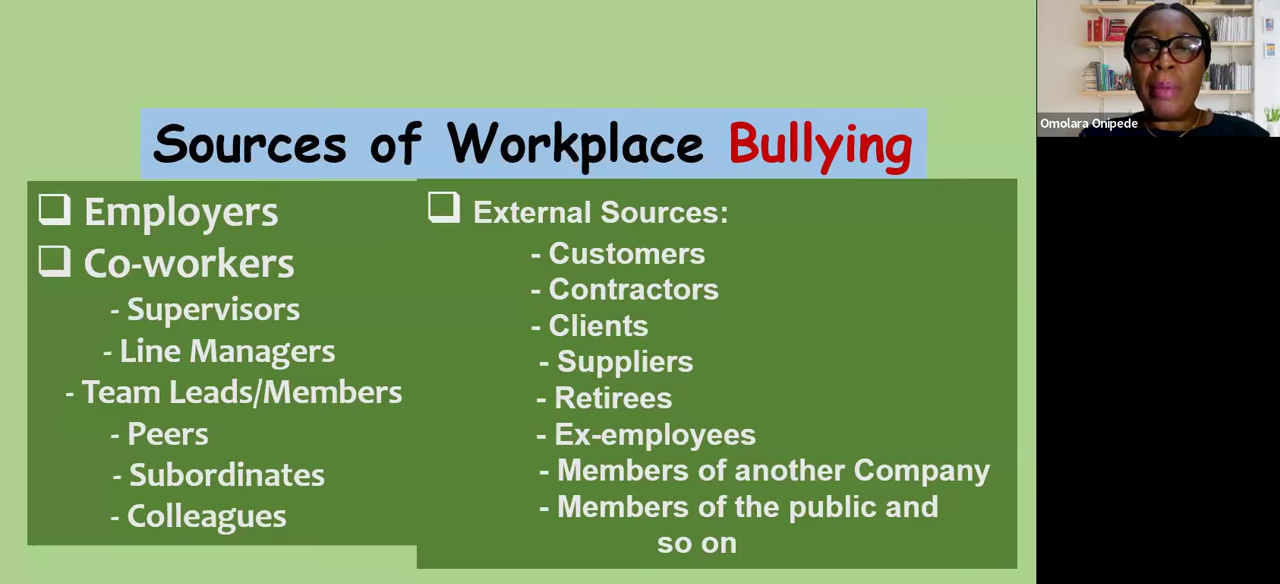 Sources of Workplace Bullying
❑ Employers
❑ Co-workers
- Supervisors
- Line Managers
- Team Leads/Members
- Peers
- Subordinates
- Colleagues
❑ External Sources:
- Customers
- Contractors
- Clients
- Suppliers
- Retirees
- Ex-employees
- Members of another Company
- Members of the public and
so on
Omolara Onipede